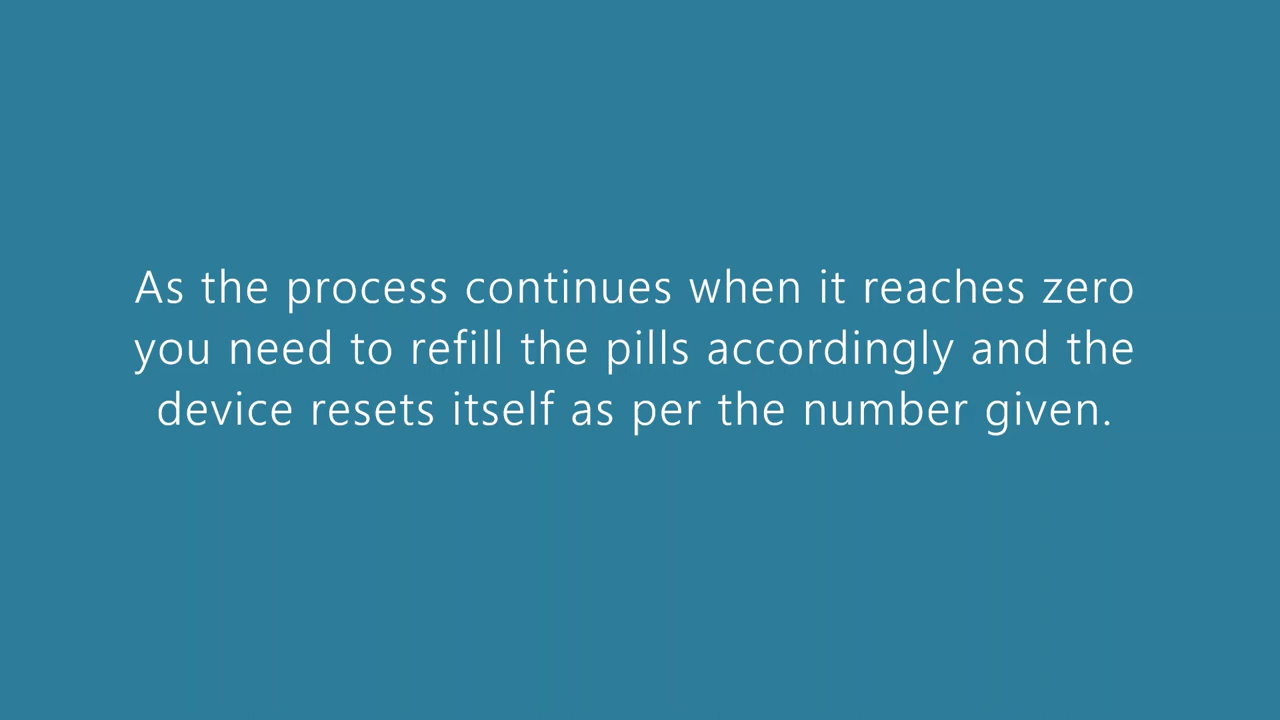 As the process continues when it reaches zero
you need to refill the pills accordingly and the
device resets itself as per the number given.